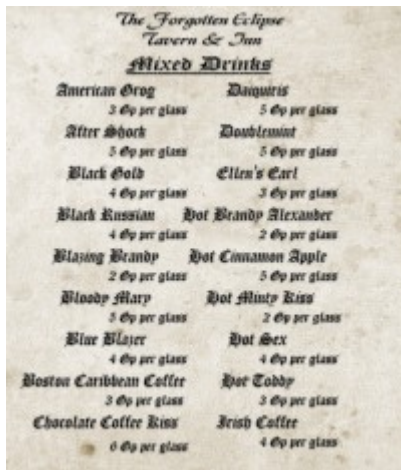 The Forgotten Eclipse
Tavern & Inn
Mixed Drinks
American Grog
3 Gp per glass
After Shock
5 Gp per glass
Black Gold
4 Gp per glass
Black Russian
4 Gp per glass
Blazing Brandy
2 Gp per glass
Bloody Mary
5 Gp per glass
Blue Blazer
4 Gp per glass
Boston Caribbean Coffee
3 Gp per glass
Chocolate Coffee Kiss
6 Gp per glass
Daiquiris
5 Gp per glass
Doublemint
5 Gp per glass
Ellen's Earl
3 Gp per glass
Hot Brandy Alexander
2 Gp per glass
Hot Cinnamon Apple
5 Gp per glass
Hot Minty Kiss
2 Gp per glass
Hot Sex
4 Gp per glass
Hot Toddy
3 Gp per glass
Irish Coffee
4 Gp per glass